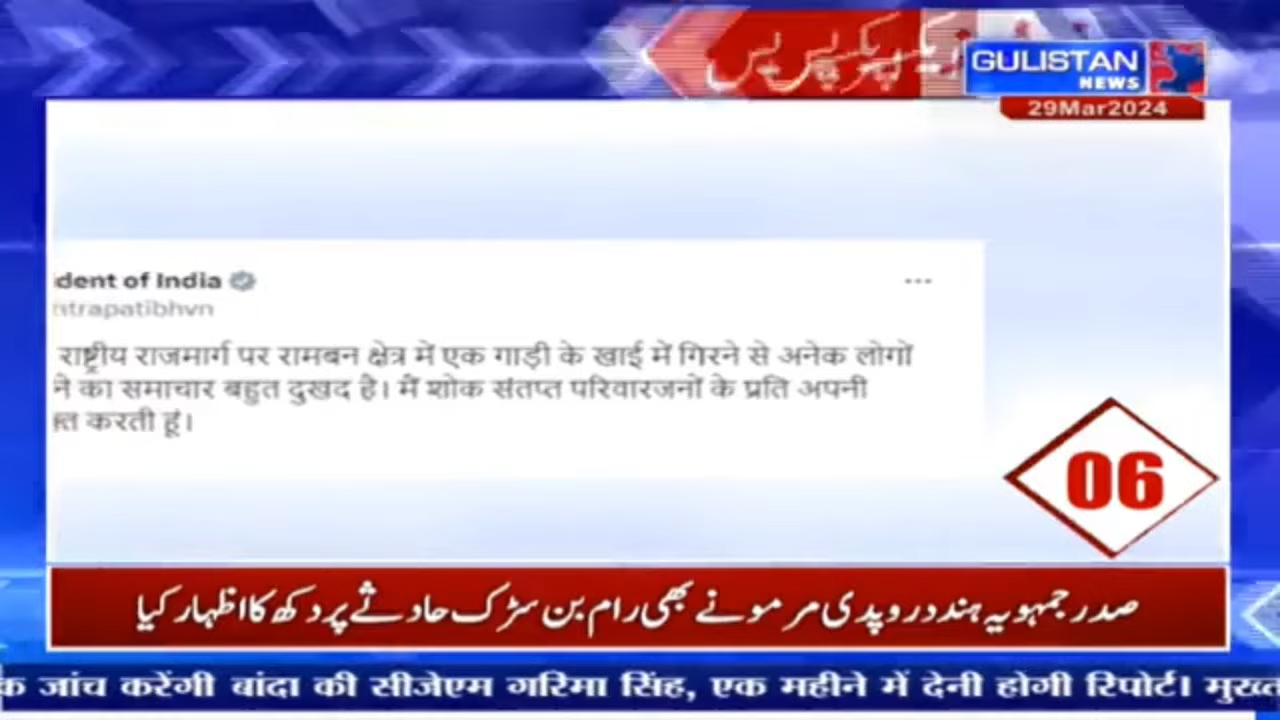 GULISTAN
NEWS
29Mar2024
dent of India
trapatibhvn
राष्ट्रीय राजमार्ग पर रामबन क्षेत्र में एक गाड़ी के खाई में गिरने से अनेक लोगों
ने का समाचार बहुत दुखद है। मैं शोक संतप्त परिवारजनों के प्रति अपनी
करती हूं।
06
صدر جمہویہ ہند دروپدی مرمو نے بھی رام بن سڑک حادثے پر دکھ کا اظہار کیا
क जांच करेंगी बांदा की सीजेएम गरिमा सिंह, एक महीने में देनी होगी रिपोर्ट। मुख्त